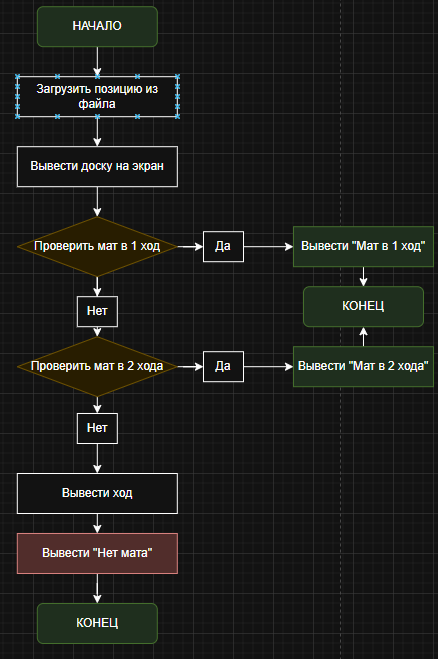 НАЧАЛО
Загрузить позицию из
файла
Вывести доску на экран
Проверить мат в 1 ход
Да
Вывести "Мат в 1 ход"
Нет
КОНЕЦ
Проверить мат в 2 хода
Да
Вывести "Мат в 2 хода"
Нет
Вывести ход
Вывести "Нет мата"
КОНЕЦ